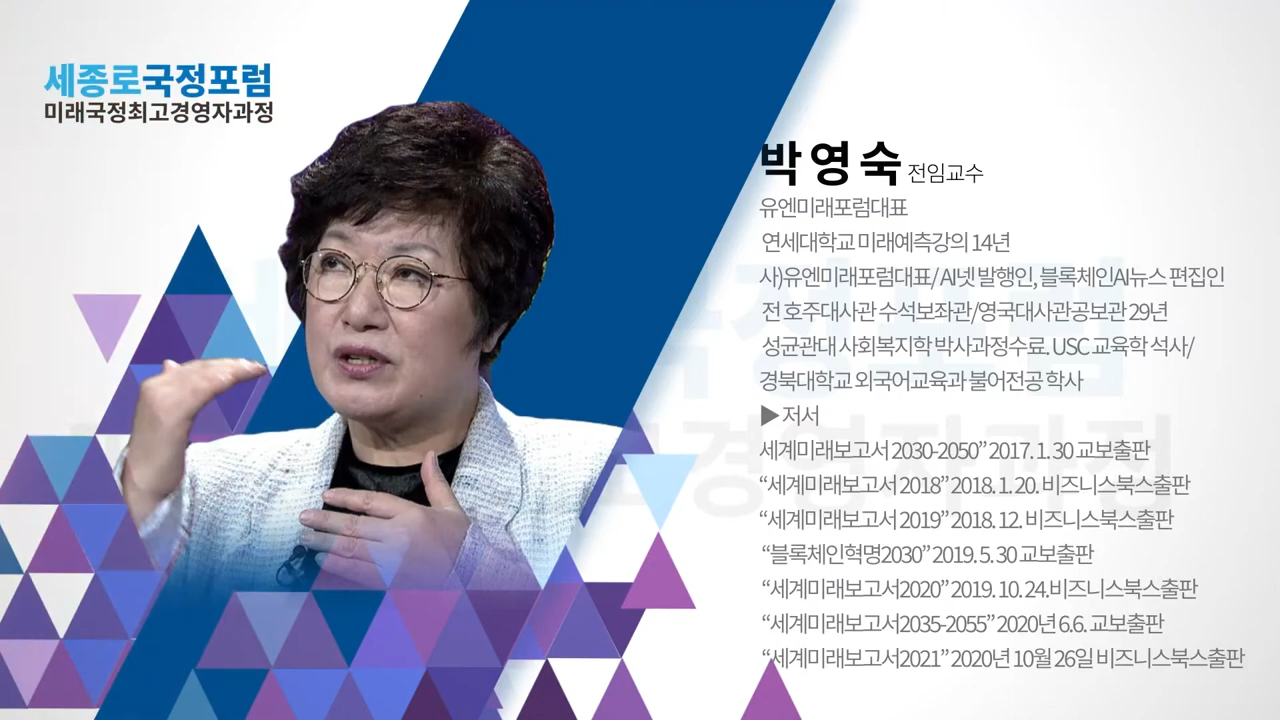 세종로국정포럼
미래국정최고경영자과정
박영숙 전임교수
유엔미래포럼대표
연세대학교 미래예측강의 14년
사)유엔미래포럼대표/ AI넷 발행인, 블록체인AI뉴스 편집인
전 호주대사관 수석보좌관/영국대사관공보관 29년
성균관대 사회복지학 박사과정수료. USC 교육학 석사/
경북대학교 외국어교육과 불어전공 학사
▶ 저서
세계미래보고서 2030-2050” 2017. 1. 30 교보출판
“세계미래보고서 2018” 2018. 1. 20. 비즈니스북스출판
“세계미래보고서 2019” 2018. 12. 비즈니스북스출판
“블록체인혁명2030” 2019. 5. 30 교보출판
“세계미래보고서2020” 2019. 10. 24.비즈니스북스출판
“세계미래보고서2035-2055” 2020년 6.6. 교보출판
“세계미래보고서2021” 2020년 10월 26일 비즈니스북스출판